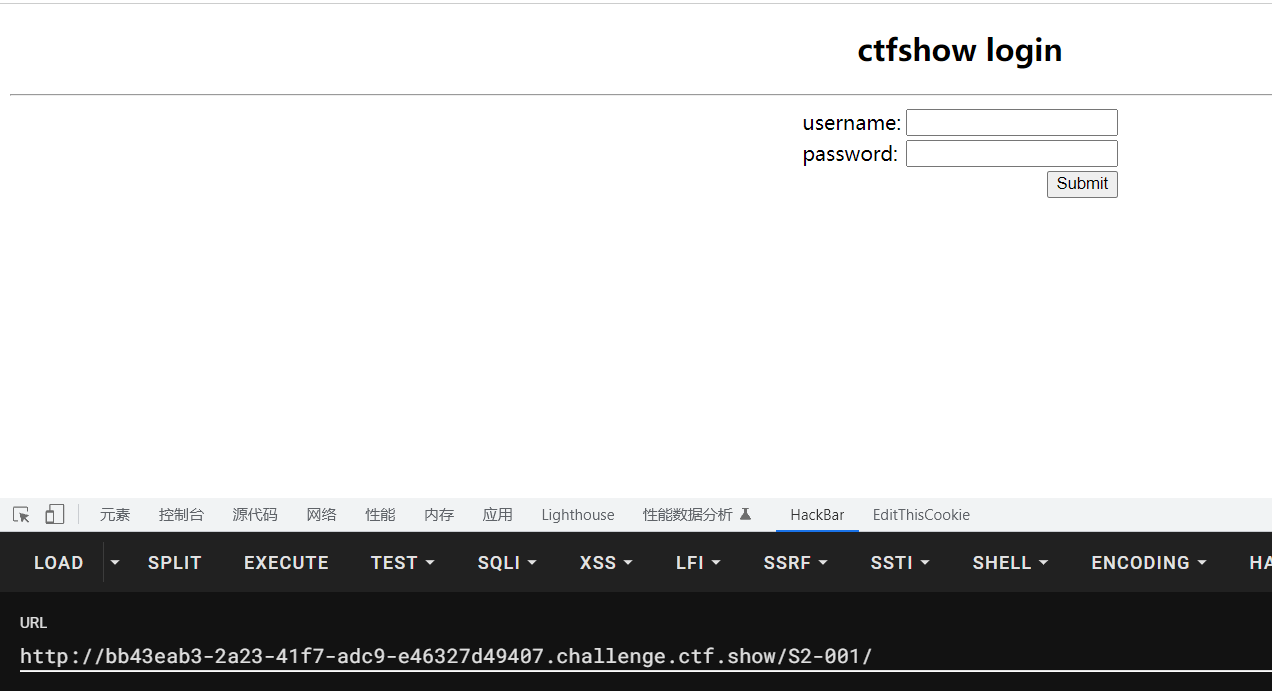 ctfshow login
username:
password:
Submit
元素 控制台 源代码 网络 性能 内存 应用 Lighthouse 性能数据分析 HackBar EditThisCookie
LOAD SPLIT EXECUTE TEST SQLI XSS LFI SSRF SSTI SHELL ENCODING HA
URL
http://bb43eab3-2a23-41f7-adc9-e46327d49407.challenge.ctf.show/S2-001/